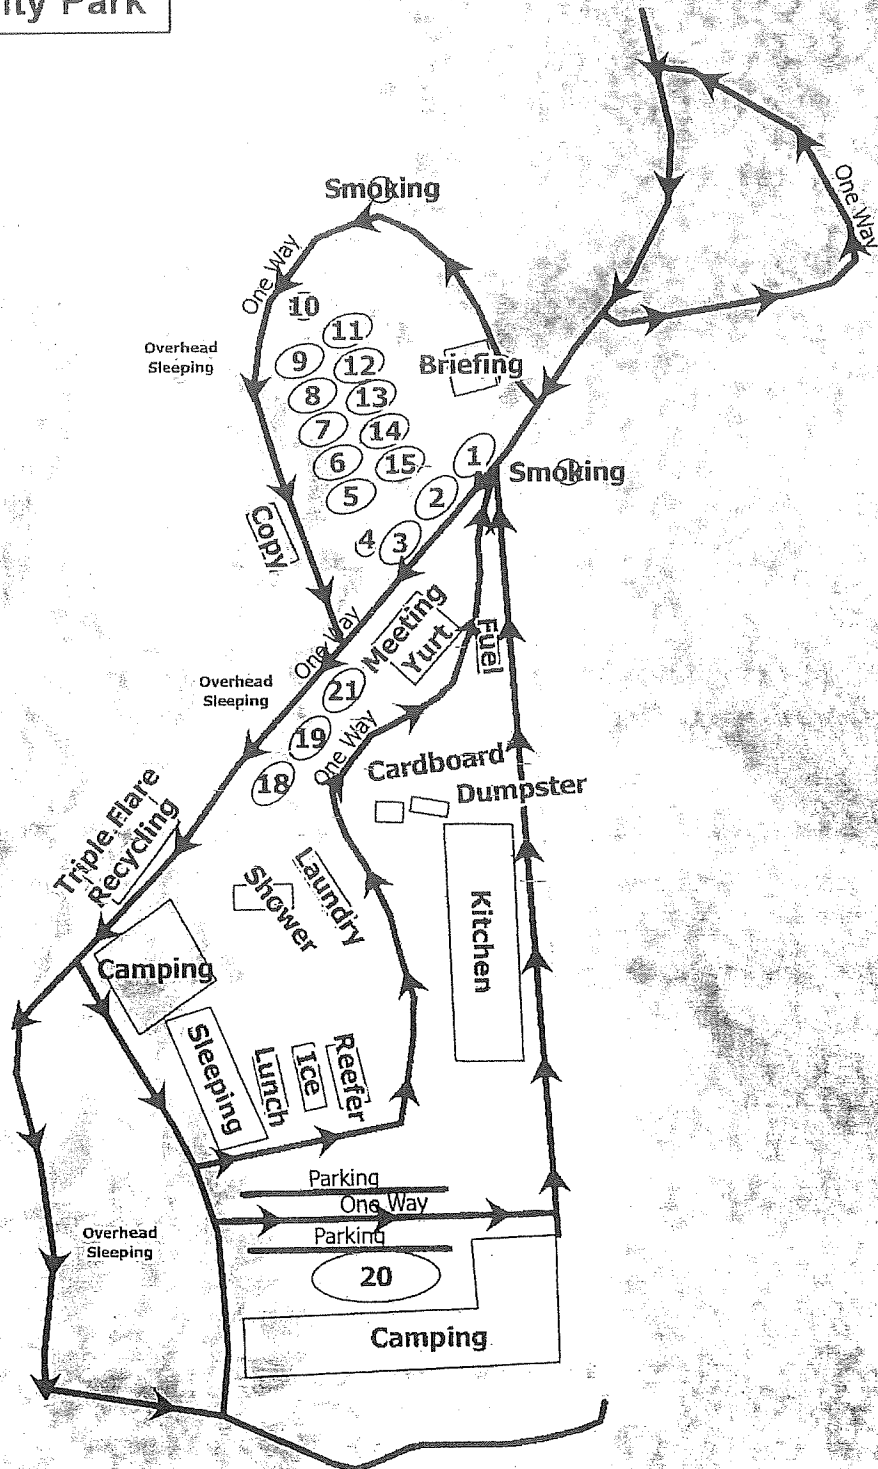 ity Park
One Way
Smoking
One Way
10
11
Overhead
Sleeping
9
12
Briefing
8
13
7
14
6
15
1
Smoking
5
2
Copy
4
3
One Way
Meeting
Yurt
Fuel
Overhead
Sleeping
21
19
One Way
18
Cardboard
Dumpster
Triple Flare
Recycling
Shower
Laundry
Kitchen
Camping
Sleeping
Lunch
Ice
Reefer
Parking
One Way
Parking
Overhead
Sleeping
20
Camping